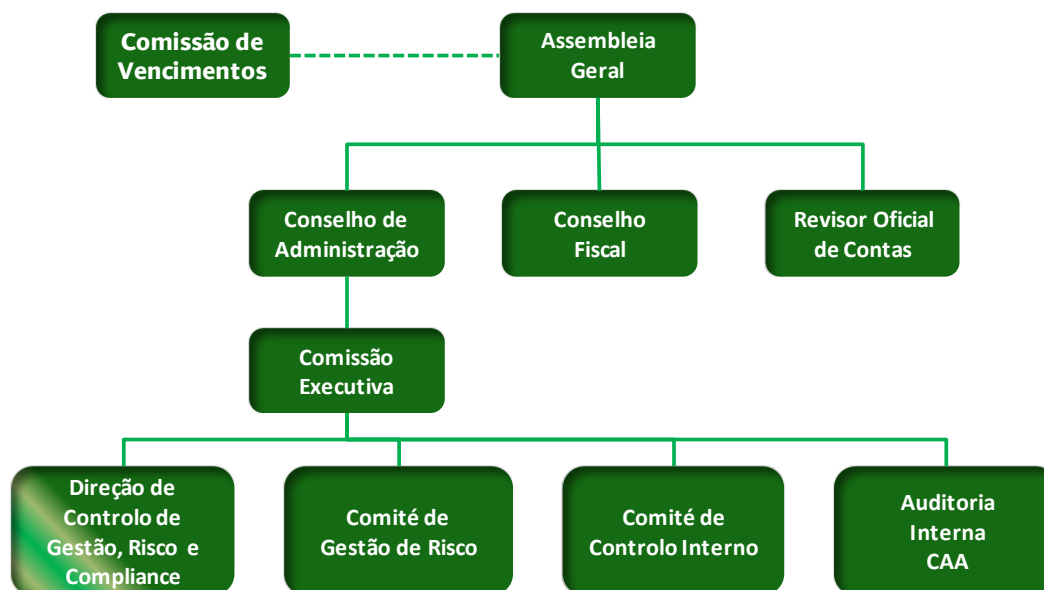 Comissão de
Vencimentos
Assembleia
Geral
Conselho de
Administração
Conselho
Fiscal
Revisor Oficial
de Contas
Comissão
Executiva
Direção de
Controlo de
Gestão, Risco e
Compliance
Comité de
Gestão de Risco
Comité de
Controlo Interno
Auditoria
Interna
CAA